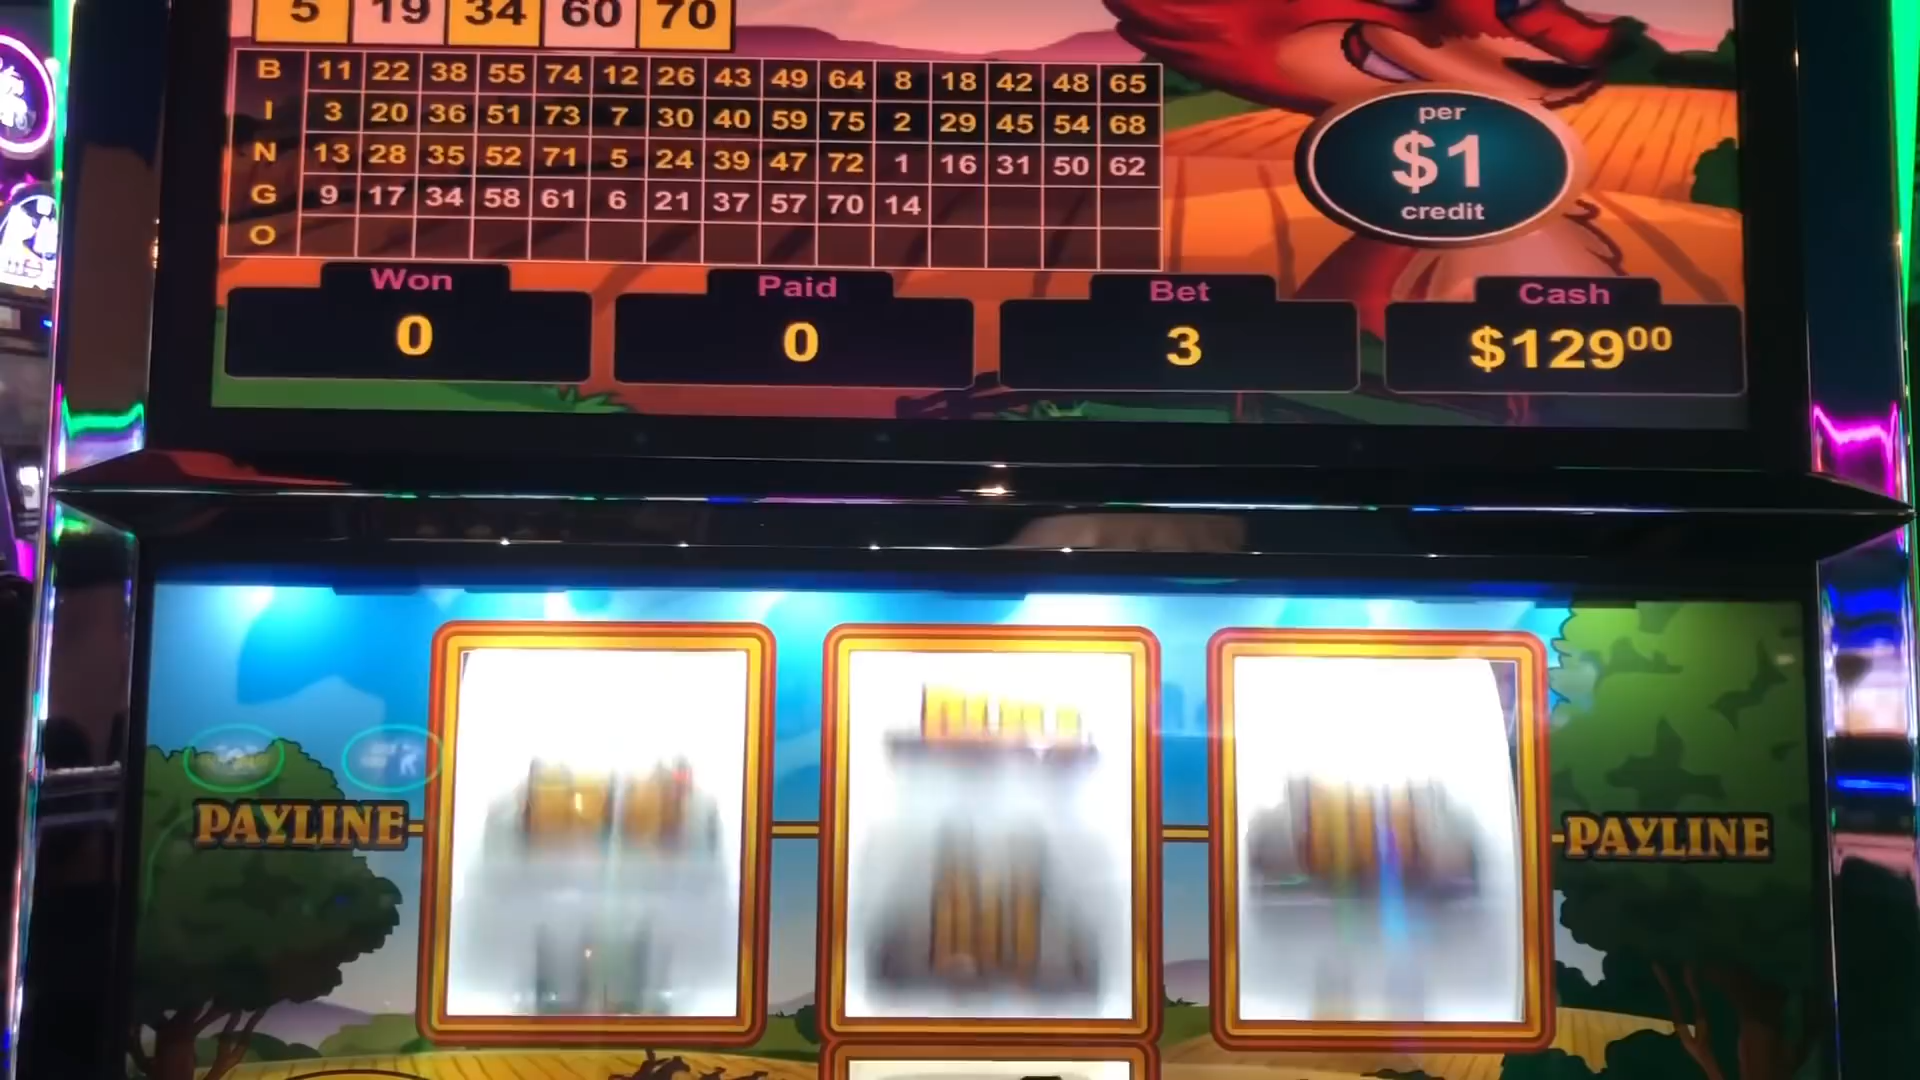 5 19 34 60 70
B 11 22 38 55 74 12 26 43 49 64 8 18 42 48 65
I 3 20 36 51 73 7 30 40 59 75 2 29 45 54 68
N 13 28 35 52 71 5 24 39 47 72 1 16 31 50 62
G 9 17 34 58 61 6 21 37 57 70 14
O
per
$1
credit
Won Paid Bet Cash
0 0 3 $129⁰⁰
PAYLINE PAYLINE